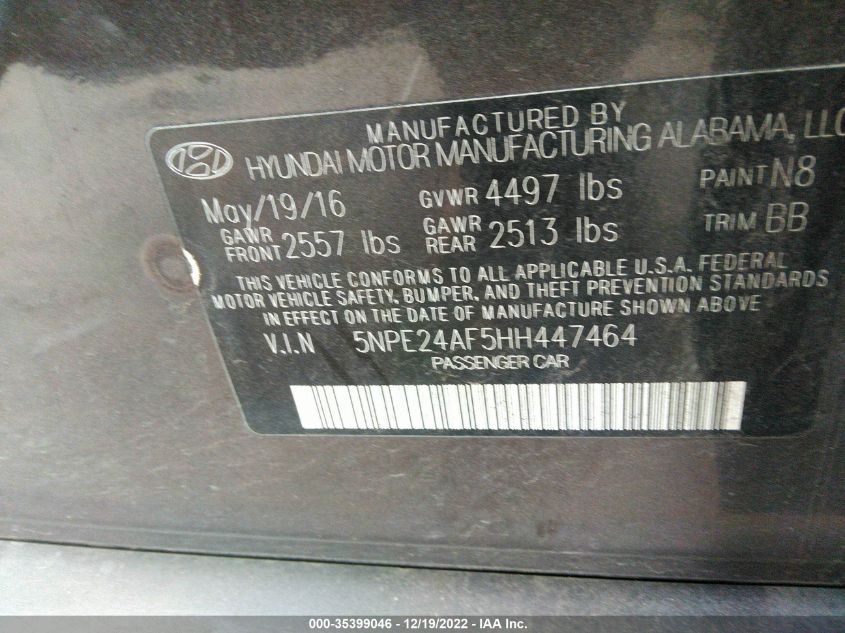 MANUFACTURED BY
HYUNDAI MOTOR MANUFACTURING ALABAMA, LLC
May/19/16 GVWR 4497 lbs PAINT N8
GAWR FRONT 2557 lbs GAWR REAR 2513 lbs TRIM BB
THIS VEHICLE CONFORMS TO ALL APPLICABLE U.S.A. FEDERAL
MOTOR VEHICLE SAFETY, BUMPER, AND THEFT PREVENTION STANDARDS
IN EFFECT ON THE DATE OF MANUFACTURE SHOWN ABOVE
V.I.N 5NPE24AF5HH447464
PASSENGER CAR
000-35399046 - 12/19/2022 - IAA Inc.